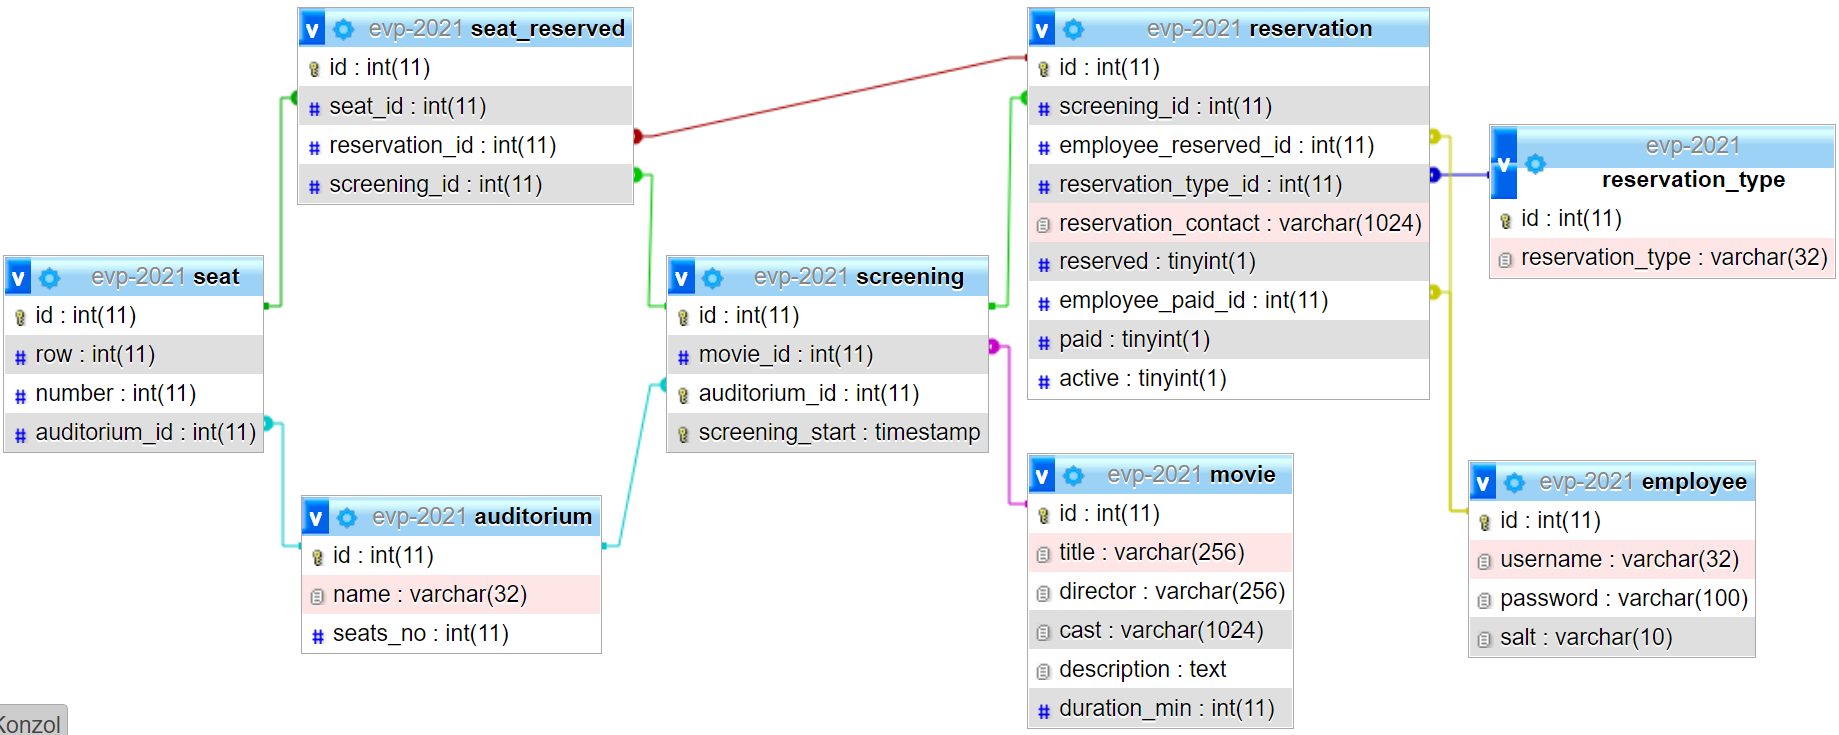 v evp-2021 seat_reserved
id : int(11)
# seat_id : int(11)
# reservation_id : int(11)
# screening_id : int(11)
v evp-2021 reservation
id : int(11)
# screening_id : int(11)
# employee_reserved_id : int(11)
# reservation_type_id : int(11)
reservation_contact : varchar(1024)
# reserved : tinyint(1)
# employee_paid_id : int(11)
# paid : tinyint(1)
# active : tinyint(1)
v evp-2021
reservation_type
id : int(11)
reservation_type : varchar(32)
v evp-2021 seat
id : int(11)
# row : int(11)
# number : int(11)
# auditorium_id : int(11)
v evp-2021 screening
id : int(11)
# movie_id : int(11)
auditorium_id : int(11)
screening_start : timestamp
v evp-2021 auditorium
id : int(11)
name : varchar(32)
# seats_no : int(11)
v evp-2021 movie
id : int(11)
title : varchar(256)
director : varchar(256)
cast : varchar(1024)
description : text
# duration_min : int(11)
v evp-2021 employee
id : int(11)
username : varchar(32)
password : varchar(100)
salt : varchar(10)
Konzol